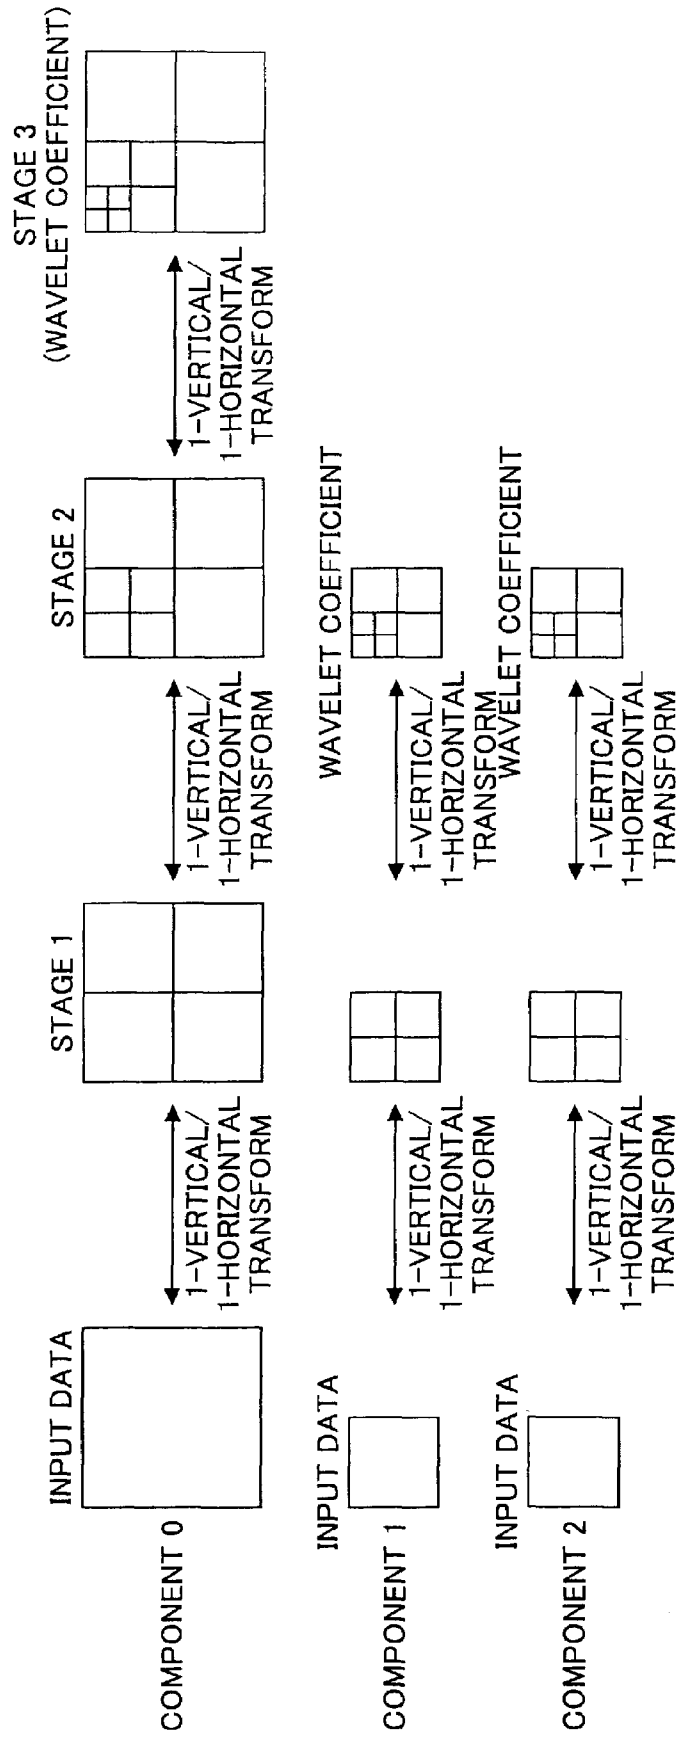 STAGE 1
STAGE 2
STAGE 3
(WAVELET COEFFICIENT)
INPUT DATA
COMPONENT 0
1-VERTICAL/
1-HORIZONTAL
TRANSFORM
1-VERTICAL/
1-HORIZONTAL
TRANSFORM
1-VERTICAL/
1-HORIZONTAL
TRANSFORM
INPUT DATA
WAVELET COEFFICIENT
COMPONENT 1
1-VERTICAL/
1-HORIZONTAL
TRANSFORM
1-VERTICAL/
1-HORIZONTAL
TRANSFORM
INPUT DATA
WAVELET COEFFICIENT
COMPONENT 2
1-VERTICAL/
1-HORIZONTAL
TRANSFORM
1-VERTICAL/
1-HORIZONTAL
TRANSFORM